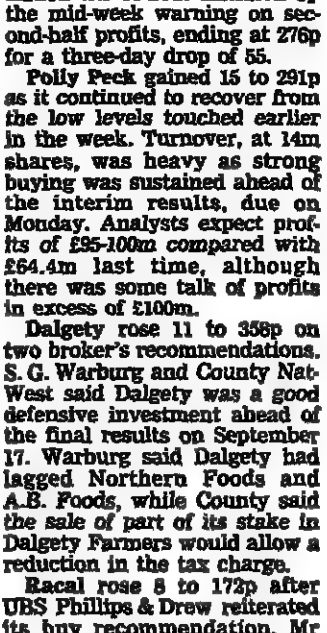 the mid-week warning on sec-
ond-half profits, ending at 276p
for a three-day drop of 55.
Polly Peck gained 15 to 291p
as it continued to recover from
the low levels touched earlier
in the week. Turnover, at 14m
shares, was heavy as strong
buying was sustained ahead of
the interim results, due on
Monday. Analysts expect prof-
its of £95-100m compared with
£64.4m last time, although
there was some talk of profits
in excess of £100m.
Dalgety rose 11 to 356p on
two broker's recommendations.
S. G. Warburg and County Nat-
West said Dalgety was a good
defensive investment ahead of
the final results on September
17. Warburg said Dalgety had
lagged Northern Foods and
A.B. Foods, while County said
the sale of part of its stake in
Dalgety Farmers would allow a
reduction in the tax charge.
Racal rose 8 to 172p after
UBS Phillips & Drew reiterated
its buy recommendation. Mr